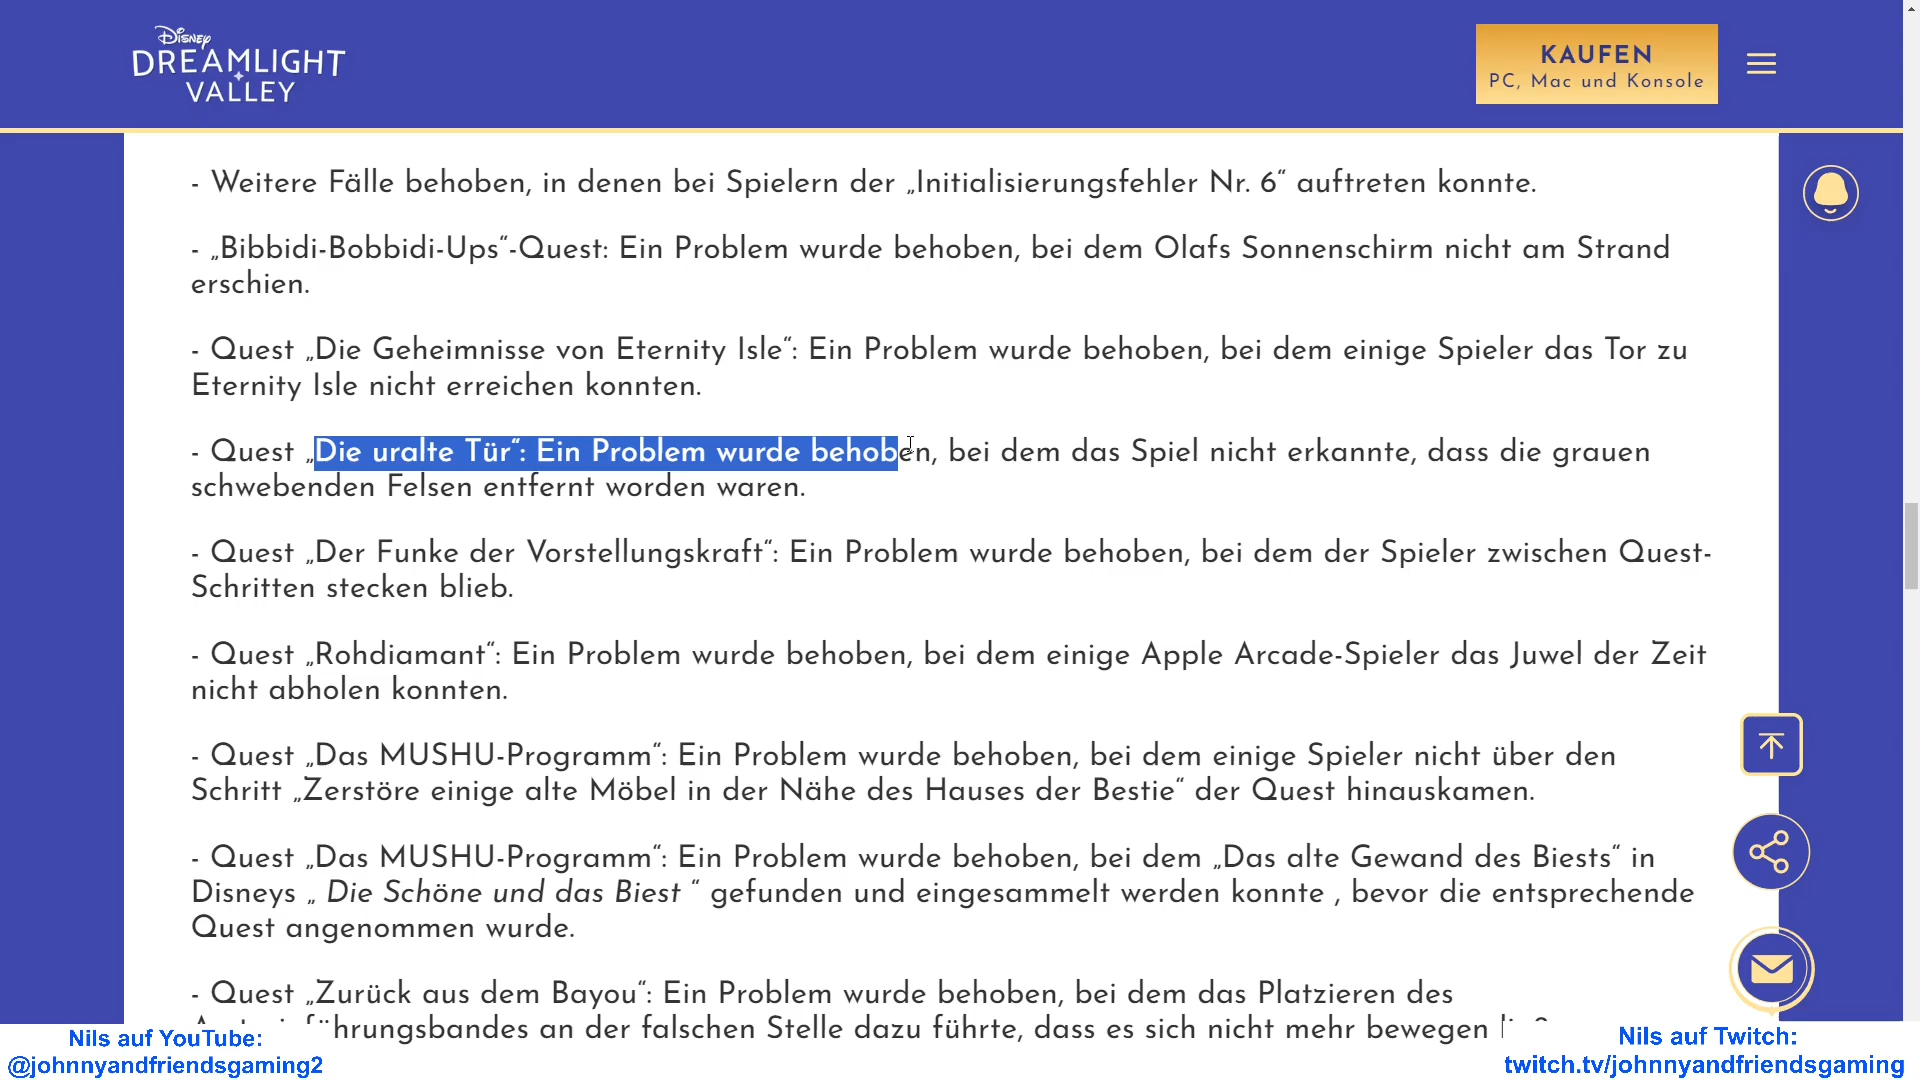 Disney
DREAMLIGHT
VALLEY
KAUFEN
PC, Mac und Konsole
- Weitere Fälle behoben, in denen bei Spielern der „Initialisierungsfehler Nr. 6“ auftreten konnte.
- „Bibbidi-Bobbidi-Ups“-Quest: Ein Problem wurde behoben, bei dem Olafs Sonnenschirm nicht am Strand
erschien.
- Quest „Die Geheimnisse von Eternity Isle“: Ein Problem wurde behoben, bei dem einige Spieler das Tor zu
Eternity Isle nicht erreichen konnten.
- Quest „Die uralte Tür“: Ein Problem wurde behoben, bei dem das Spiel nicht erkannte, dass die grauen
schwebenden Felsen entfernt worden waren.
- Quest „Der Funke der Vorstellungskraft“: Ein Problem wurde behoben, bei dem der Spieler zwischen Quest-
Schritten stecken blieb.
- Quest „Rohdiamant“: Ein Problem wurde behoben, bei dem einige Apple Arcade-Spieler das Juwel der Zeit
nicht abholen konnten.
- Quest „Das MUSHU-Programm“: Ein Problem wurde behoben, bei dem einige Spieler nicht über den
Schritt „Zerstöre einige alte Möbel in der Nähe des Hauses der Bestie“ der Quest hinauskamen.
- Quest „Das MUSHU-Programm“: Ein Problem wurde behoben, bei dem „Das alte Gewand des Biests“ in
Disneys „ Die Schöne und das Biest “ gefunden und eingesammelt werden konnte , bevor die entsprechende
Quest angenommen wurde.
- Quest „Zurück aus dem Bayou“: Ein Problem wurde behoben, bei dem das Platzieren des
an der falschen Stelle dazu führte, dass es sich nicht mehr bewegen
Nils auf YouTube:
@johnnyandfriendsgaming2
Nils auf Twitch:
twitch.tv/johnnyandfriendsgaming